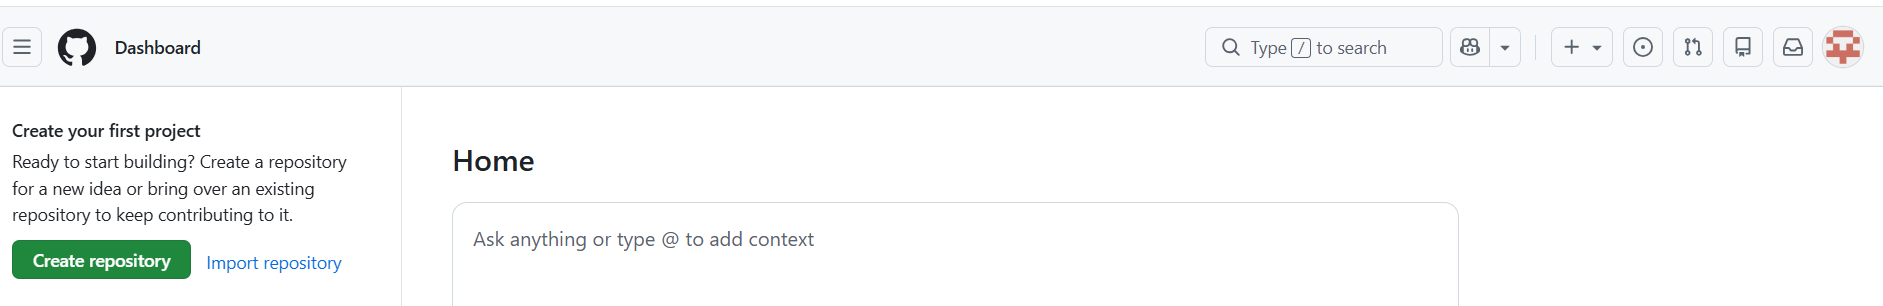 Dashboard
Type / to search
Create your first project
Ready to start building? Create a repository
for a new idea or bring over an existing
repository to keep contributing to it.
Create repository
Import repository
Home
Ask anything or type @ to add context